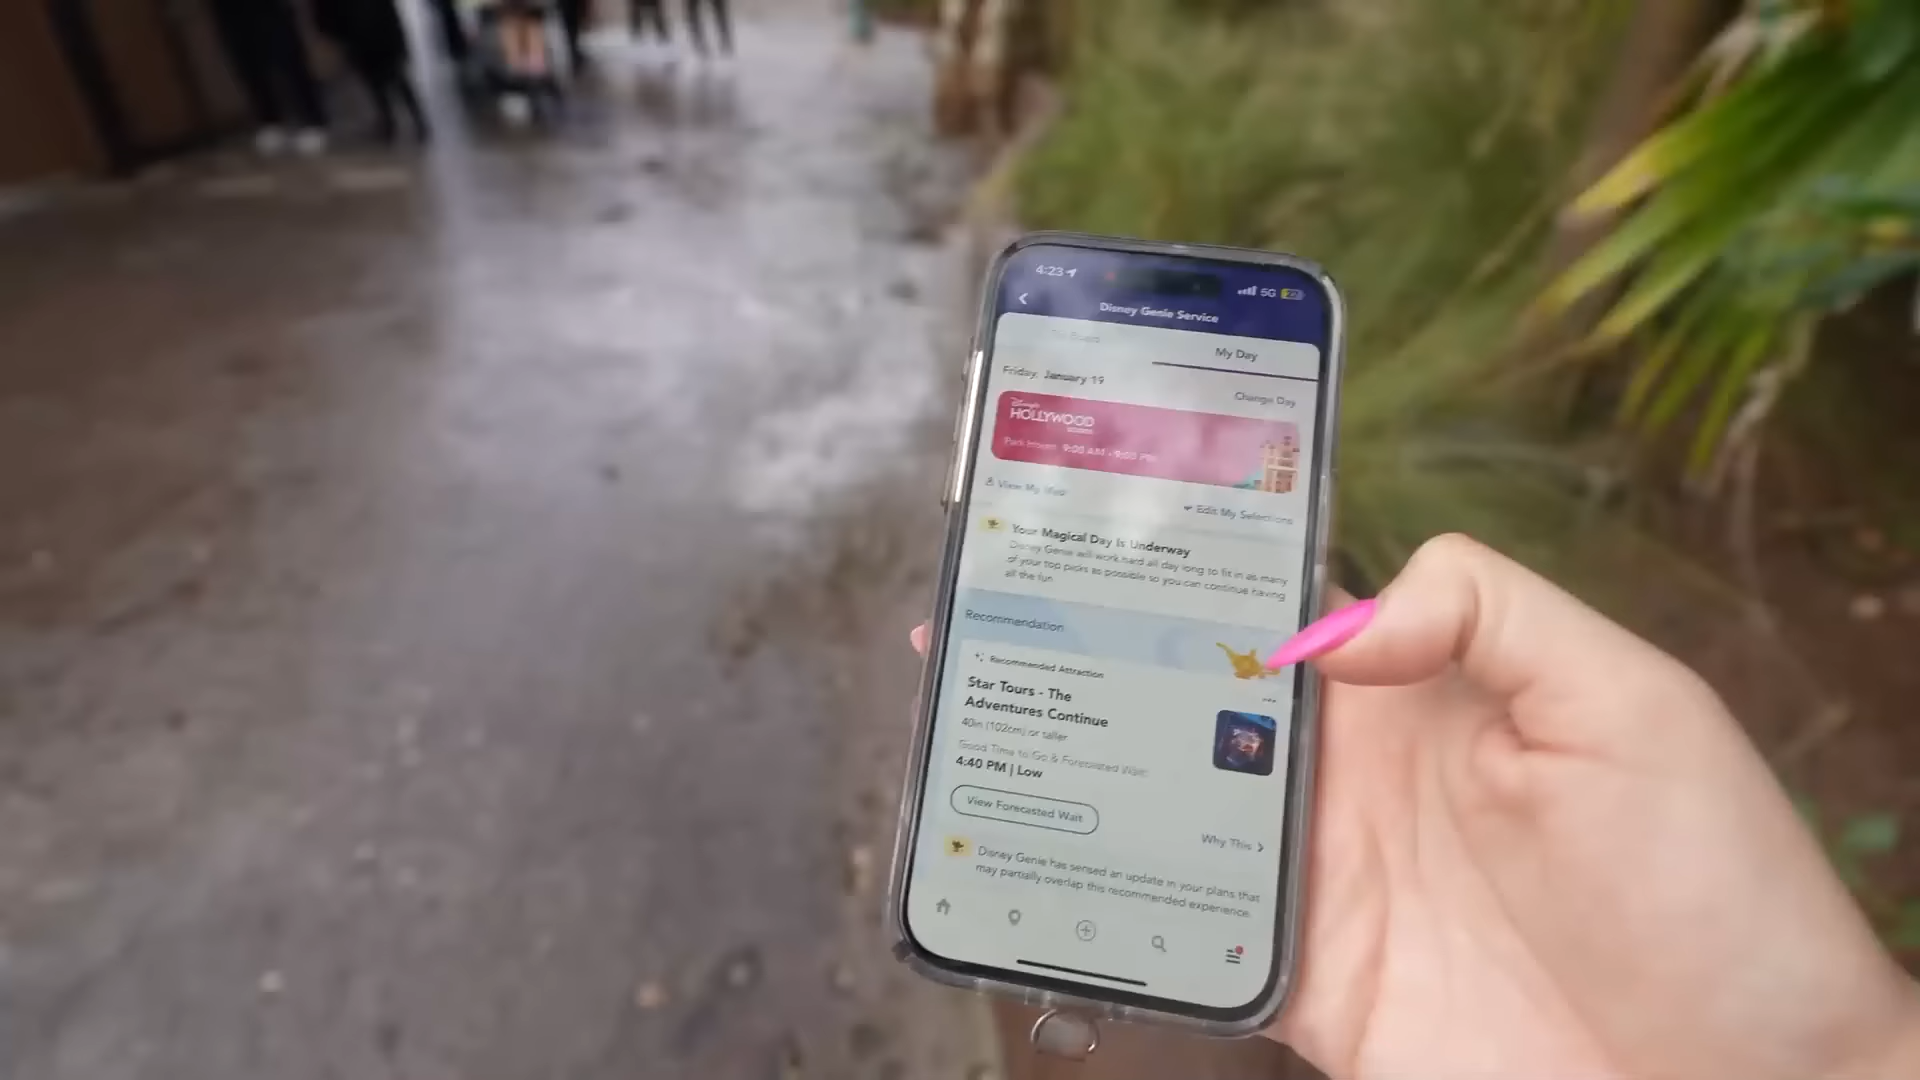 4:23
5G
Disney Genie Service
My Day
Friday, January 19
Change Day
Disney's
HOLLYWOOD
STUDIOS
Park Hours: 9:00 AM - 9:00 PM
View My
Edit My Selections
Your Magical Day Is Underway
Disney Genie will work hard all day long to fit in as many
of your top picks as possible so you can continue having
all the fun
Recommendation
Recommended Attraction
Star Tours - The
Adventures Continue
40in (102cm) or taller
Good Time to Go & Forecasted Wait:
4:40 PM | Low
View Forecasted Wait
Why This
Disney Genie has sensed an update in your plans that
may partially overlap this recommended experience.